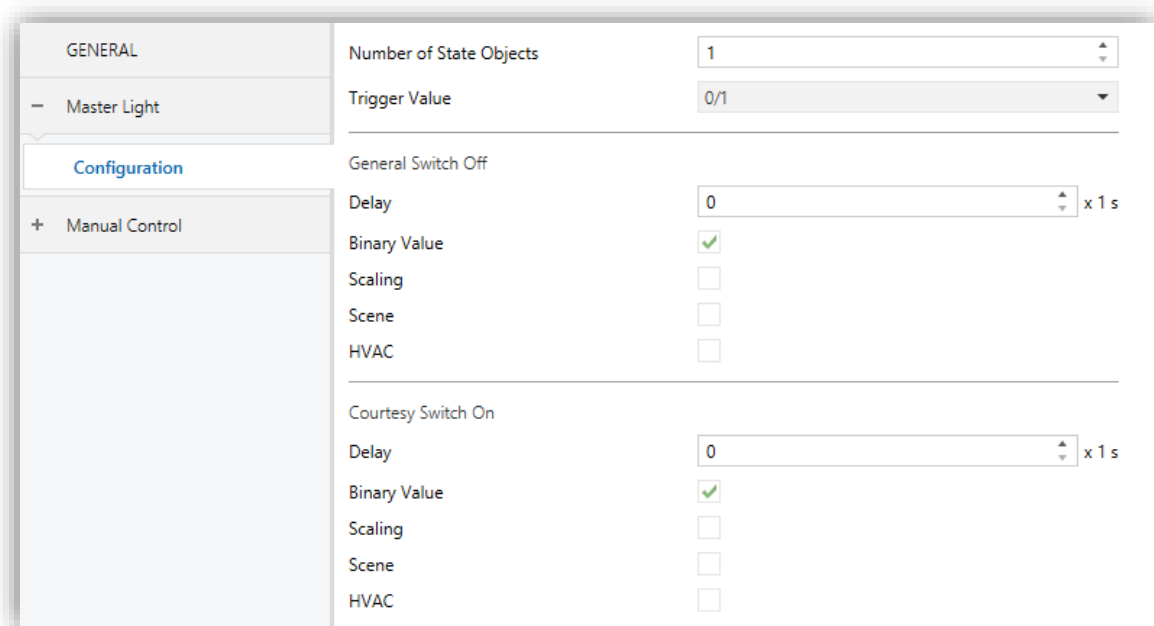 GENERAL
Master Light
Configuration
Manual Control
Number of State Objects 1
Trigger Value 0/1
General Switch Off
Delay 0 x 1 s
Binary Value
Scaling
Scene
HVAC
Courtesy Switch On
Delay 0 x 1 s
Binary Value
Scaling
Scene
HVAC